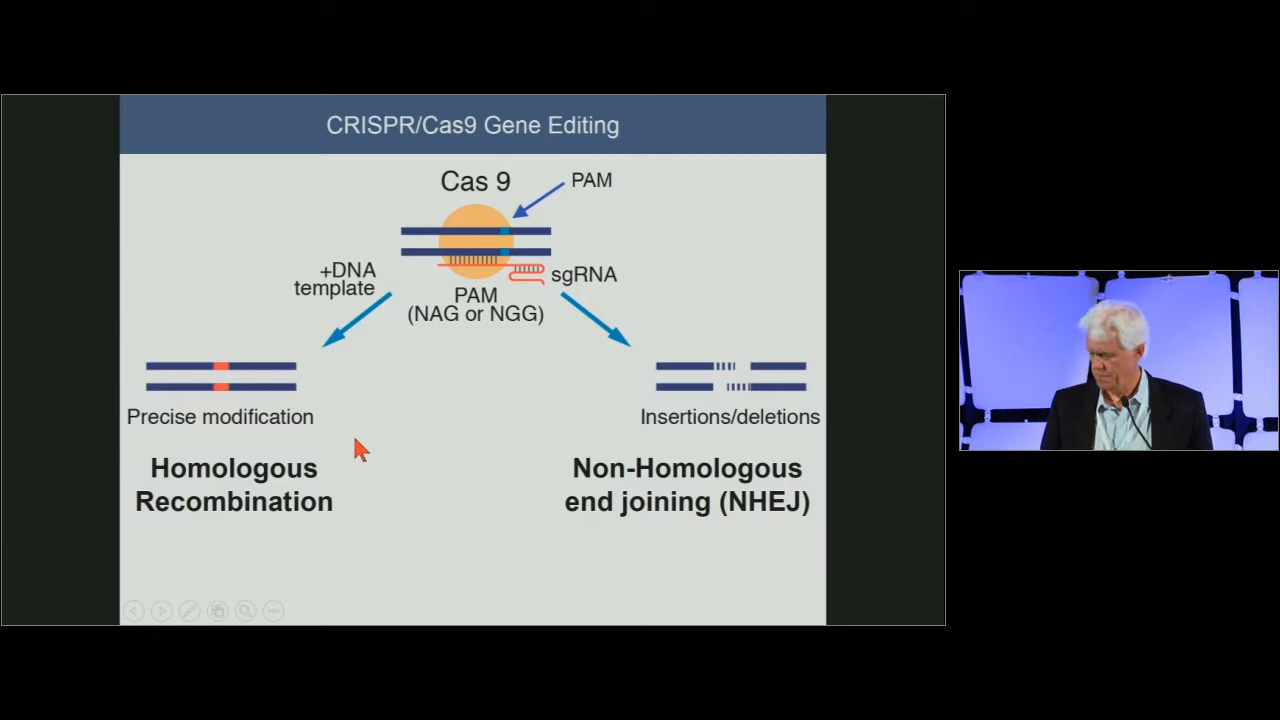 CRISPR/Cas9 Gene Editing
Cas 9
PAM
+DNA
template
sgRNA
PAM
(NAG or NGG)
Precise modification
Insertions/deletions
Homologous
Recombination
Non-Homologous
end joining (NHEJ)